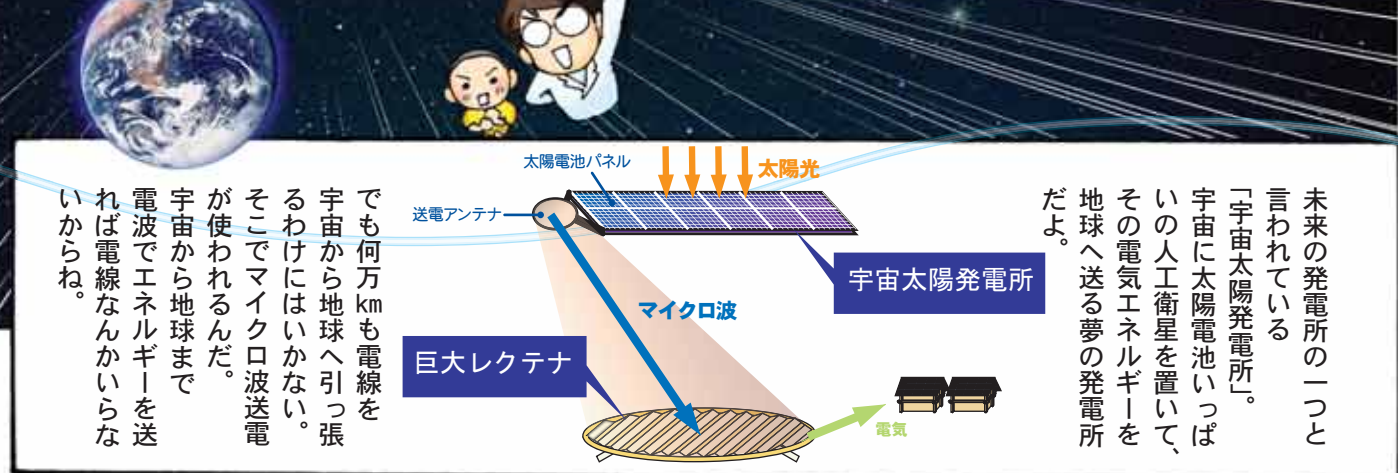 未来の発電所の一つと
言われている
「宇宙太陽発電所」。
宇宙に太陽電池いっぱ
いの人工衛星を置いて、
その電気エネルギーを
地球へ送る夢の発電所
だよ。
太陽光
太陽電池パネル
送電アンテナ
宇宙太陽発電所
マイクロ波
巨大レクテナ
電気
でも何万kmも電線を
宇宙から地球へ引っ張
るわけにはいかない。
そこでマイクロ波送電
が使われるんだ。
宇宙から地球まで
電波でエネルギーを送
れば電線なんかいらな
いからね。